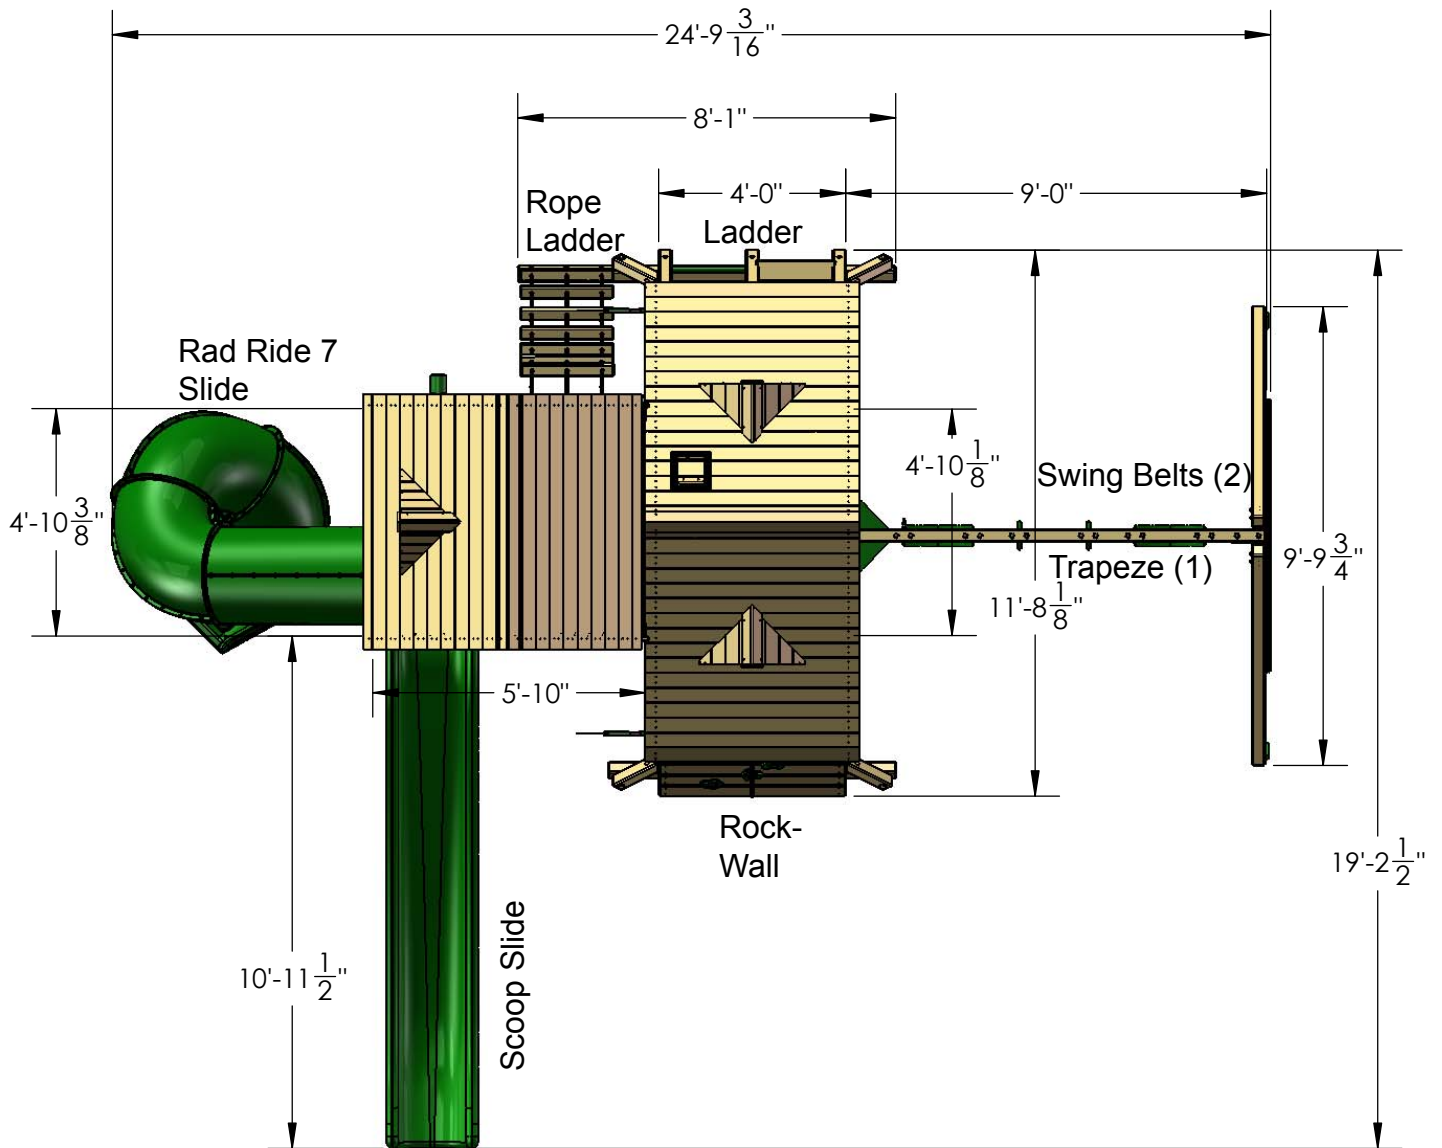 24'-9 3/16"
8'-1"
4'-0"
9'-0"
Rope
Ladder
Ladder
Rad Ride 7
Slide
4'-10 1/8"
Swing Belts (2)
4'-10 3/8"
9'-9 3/4"
Trapeze (1)
11'-8 1/8"
5'-10"
Rock-
Wall
19'-2 1/2"
10'-11 1/2"
Scoop Slide